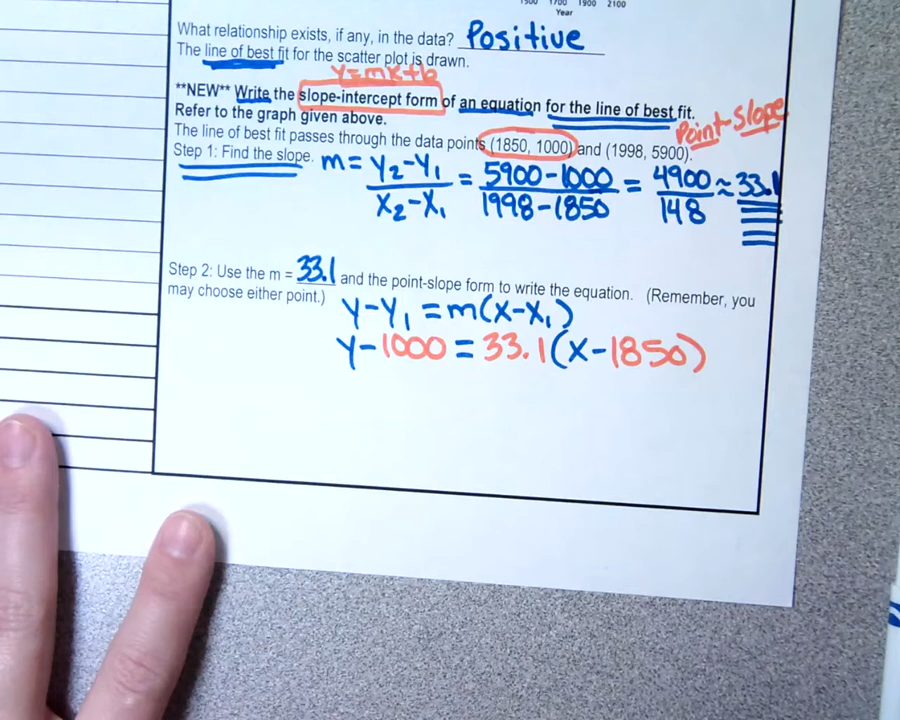 1500 1700 1900 2100
Year
What relationship exists, if any, in the data? Positive
The line of best fit for the scatter plot is drawn.
y=mx+b
**NEW** Write the slope-intercept form of an equation for the line of best fit.
Refer to the graph given above.
Point-Slope
The line of best fit passes through the data points (1850, 1000) and (1998, 5900).
Step 1: Find the slope. m = y₂-y₁/x₂-x₁ = 5900-1000/1998-1850 = 4900/148 ≈ 33.1
Step 2: Use the m = 33.1 and the point-slope form to write the equation. (Remember, you
may choose either point.)
y-y₁ = m(x-x₁)
y-1000 = 33.1(x-1850)